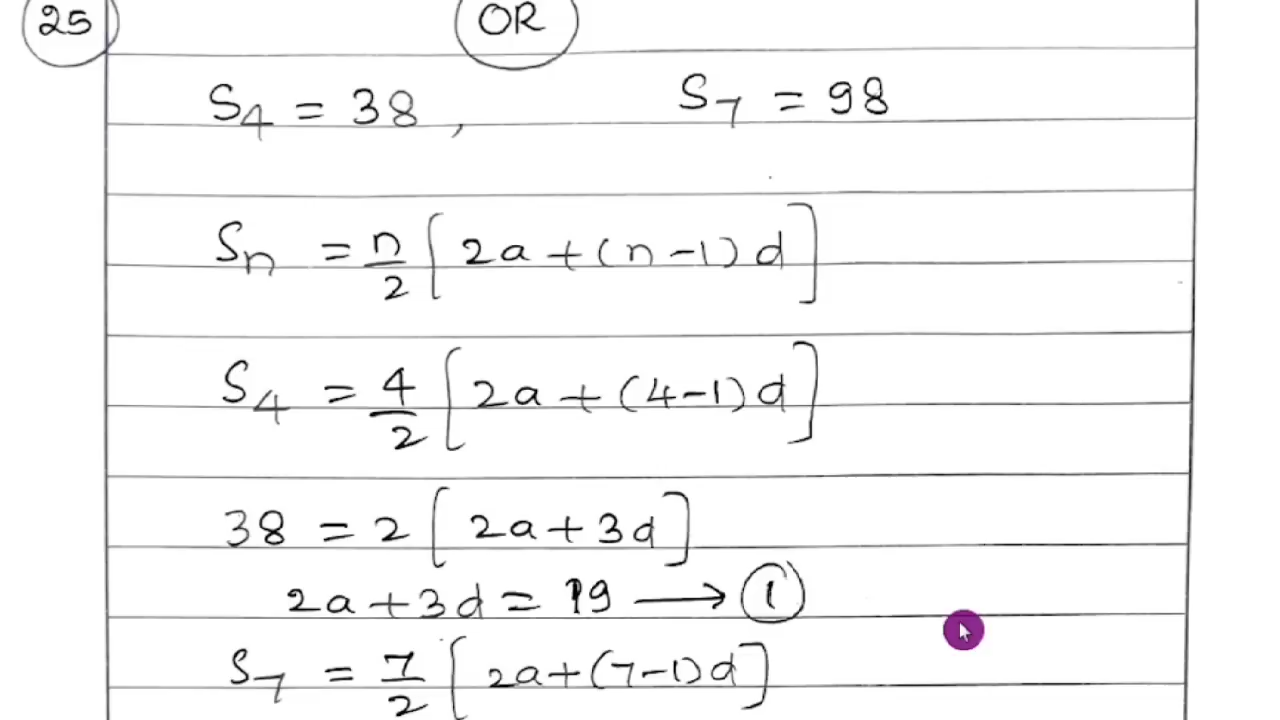 25 OR
S₄ = 38, S₇ = 98
Sₙ = n/2 [2a + (n-1)d]
S₄ = 4/2 [2a + (4-1)d]
38 = 2 [2a + 3d]
2a + 3d = 19 → ①
S₇ = 7/2 [2a + (7-1)d]